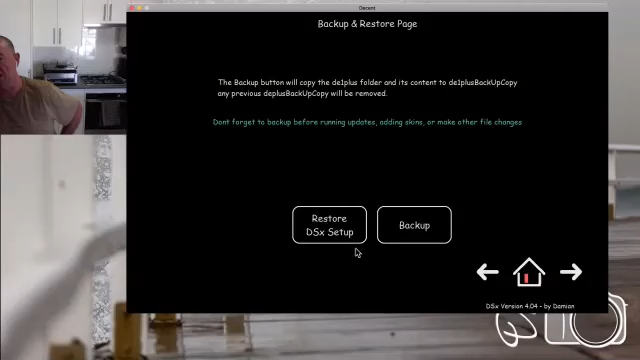 Decent
Backup & Restore Page
The Backup button will copy the de1plus folder and its content to de1plusBackUpCopy
any previous deplusBackUpCopy will be removed.
Dont forget to backup before running updates, adding skins, or make other file changes
Restore
DSx Setup
Backup
DSx Version 4.04 - by Damian